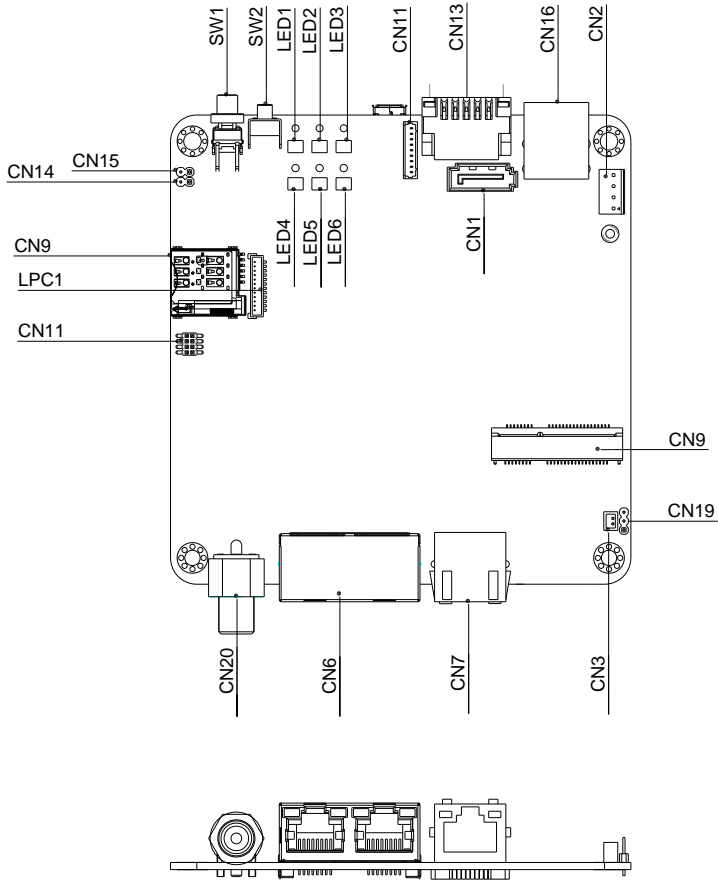 SW1
SW2
LED1
LED2
LED3
CN11
CN13
CN16
CN2
CN15
CN14
CN9
LPC1
CN11
LED4
LED5
LED6
CN1
CN9
CN19
CN20
CN6
CN7
CN3